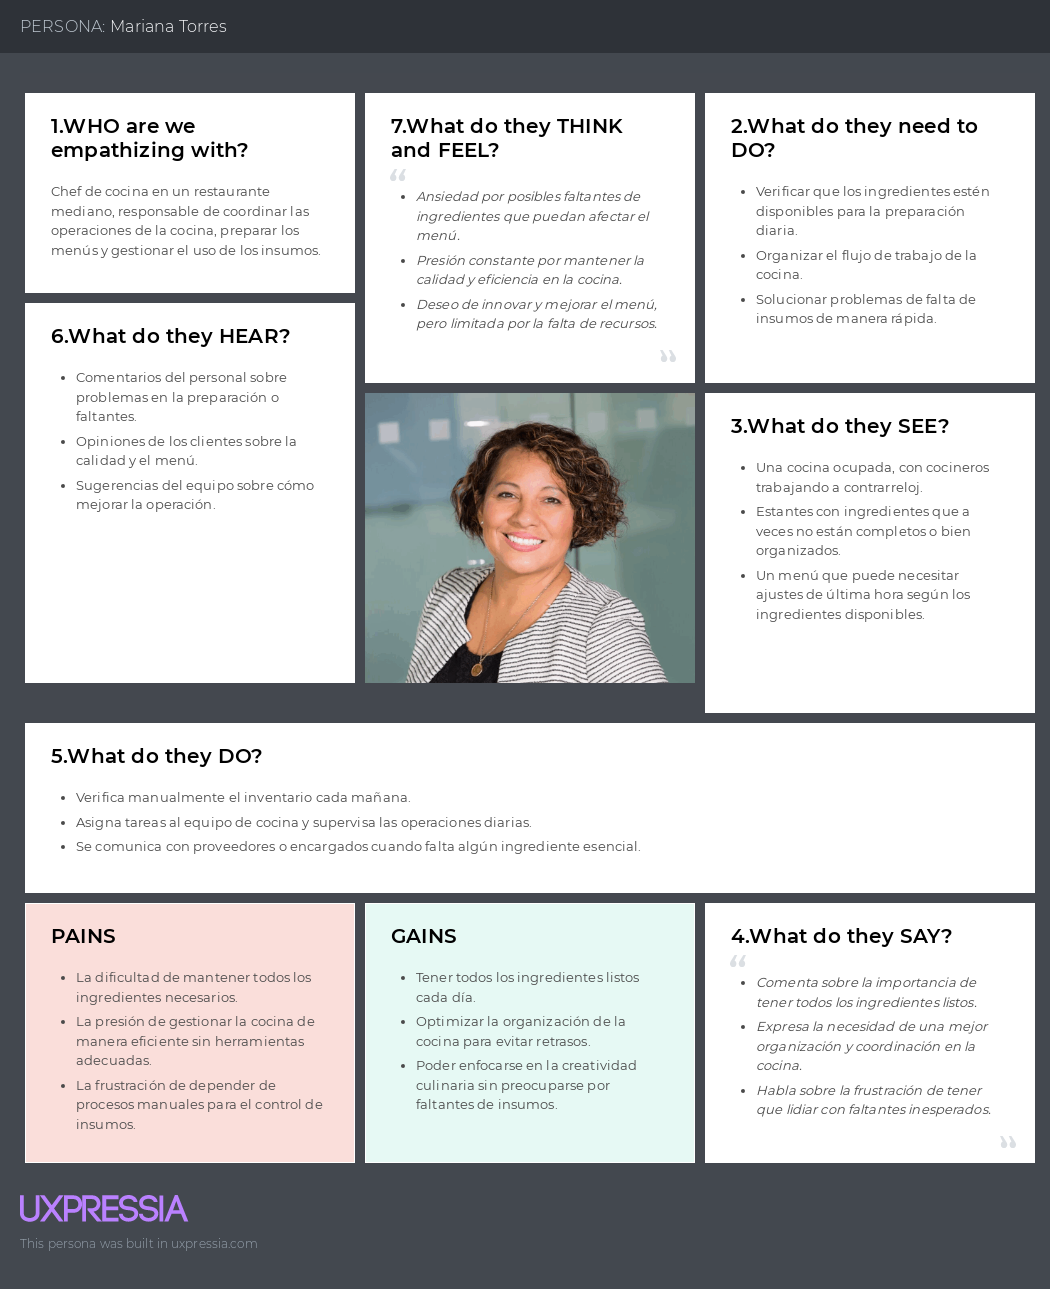 PERSONA: Mariana Torres
1.WHO are we
empathizing with?
Chef de cocina en un restaurante
mediano, responsable de coordinar las
operaciones de la cocina, preparar los
menús y gestionar el uso de los insumos.
7.What do they THINK
and FEEL?
“
• Ansiedad por posibles faltantes de
ingredientes que puedan afectar el
menú.
• Presión constante por mantener la
calidad y eficiencia en la cocina.
• Deseo de innovar y mejorar el menú,
pero limitada por la falta de recursos.
”
2.What do they need to
DO?
• Verificar que los ingredientes estén
disponibles para la preparación
diaria.
• Organizar el flujo de trabajo de la
cocina.
• Solucionar problemas de falta de
insumos de manera rápida.
6.What do they HEAR?
• Comentarios del personal sobre
problemas en la preparación o
faltantes.
• Opiniones de los clientes sobre la
calidad y el menú.
• Sugerencias del equipo sobre cómo
mejorar la operación.
3.What do they SEE?
• Una cocina ocupada, con cocineros
trabajando a contrarreloj.
• Estantes con ingredientes que a
veces no están completos o bien
organizados.
• Un menú que puede necesitar
ajustes de última hora según los
ingredientes disponibles.
5.What do they DO?
• Verifica manualmente el inventario cada mañana.
• Asigna tareas al equipo de cocina y supervisa las operaciones diarias.
• Se comunica con proveedores o encargados cuando falta algún ingrediente esencial.
PAINS
• La dificultad de mantener todos los
ingredientes necesarios.
• La presión de gestionar la cocina de
manera eficiente sin herramientas
adecuadas.
• La frustración de depender de
procesos manuales para el control de
insumos.
GAINS
• Tener todos los ingredientes listos
cada día.
• Optimizar la organización de la
cocina para evitar retrasos.
• Poder enfocarse en la creatividad
culinaria sin preocuparse por
faltantes de insumos.
4.What do they SAY?
“
• Comenta sobre la importancia de
tener todos los ingredientes listos.
• Expresa la necesidad de una mejor
organización y coordinación en la
cocina.
• Habla sobre la frustración de tener
que lidiar con faltantes inesperados.
”
UXPRESSIA
This persona was built in uxpressia.com